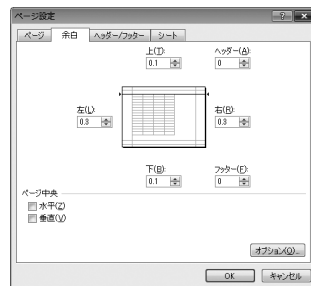 ページ設定
ページ 余白 ヘッダー/フッター シート
上(T): ヘッダー(A):
0.1 0
左(L): 右(R):
0.3 0.3
下(B): フッター(F):
0.1 0
ページ中央
水平(Z)
垂直(V)
オプション(O)...
OK キャンセル